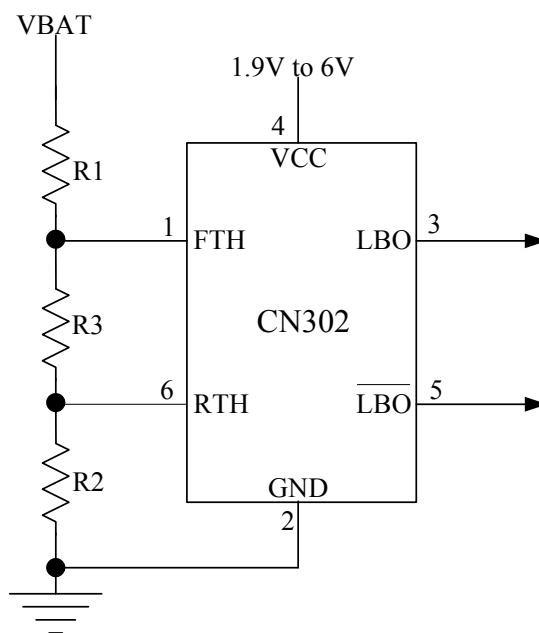 VBAT
1.9V to 6V
4
VCC
R1
1
FTH
LBO
3
R3
CN302
6
RTH
L̅B̅O̅
5
R2
GND
2